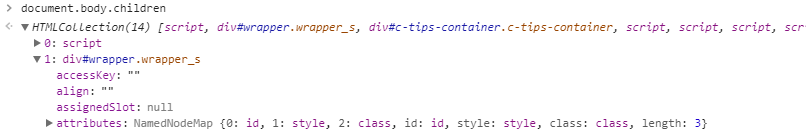 > document.body.children
HTMLCollection(14) [script, div#wrapper.wrapper_s, div#c-tips-container.c-tips-container, script, script, script, scr
0: script
1: div#wrapper.wrapper_s
accessKey: ""
align: ""
assignedSlot: null
attributes: NamedNodeMap {0: id, 1: style, 2: class, id: id, style: style, class: class, length: 3}